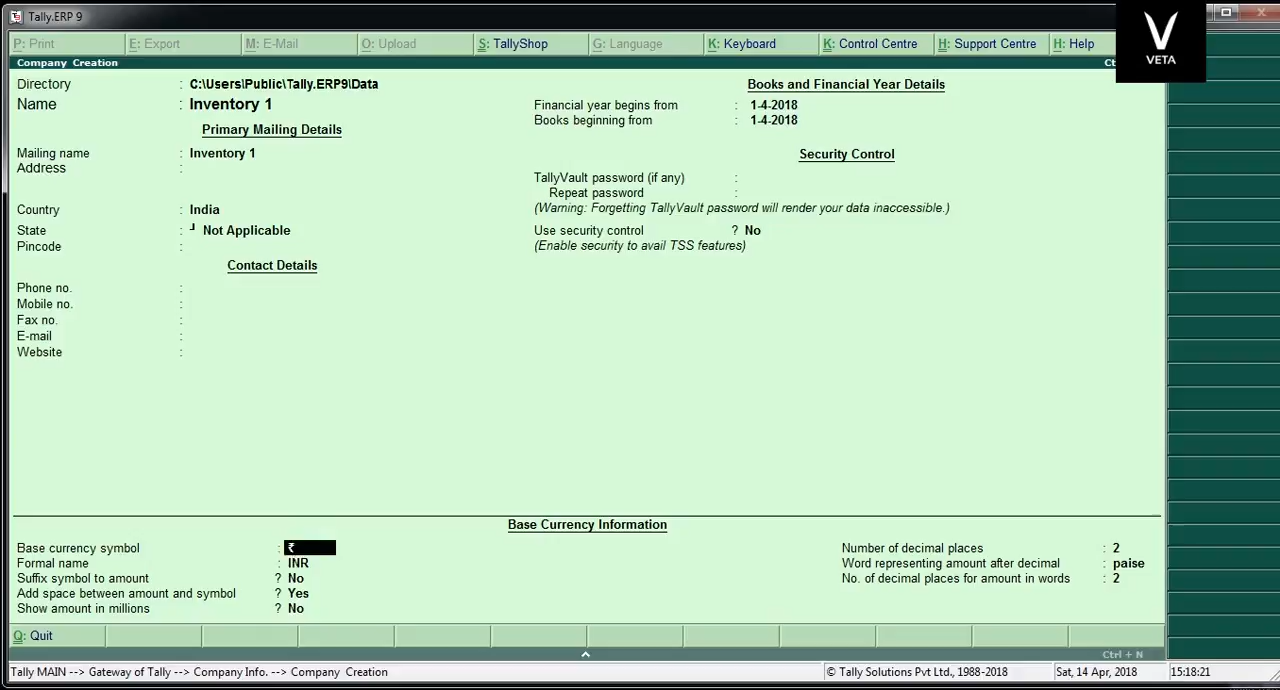 Tally.ERP 9
P: Print E: Export M: E-Mail O: Upload S: TallyShop G: Language K: Keyboard K: Control Centre H: Support Centre H: Help
VETA
Company Creation
Directory : C:\Users\Public\Tally.ERP9\Data
Name : Inventory 1
Primary Mailing Details
Mailing name : Inventory 1
Address :
Country : India
State : Not Applicable
Pincode :
Contact Details
Phone no. :
Mobile no. :
Fax no. :
E-mail :
Website :
Books and Financial Year Details
Financial year begins from : 1-4-2018
Books beginning from : 1-4-2018
Security Control
TallyVault password (if any) :
Repeat password :
(Warning: Forgetting TallyVault password will render your data inaccessible.)
Use security control ? No
(Enable security to avail TSS features)
Base Currency Information
Base currency symbol : ₹
Formal name : INR
Suffix symbol to amount ? No
Add space between amount and symbol ? Yes
Show amount in millions ? No
Number of decimal places : 2
Word representing amount after decimal : paise
No. of decimal places for amount in words : 2
Q: Quit
Ctrl + N
Tally MAIN --> Gateway of Tally --> Company Info. --> Company Creation
© Tally Solutions Pvt Ltd., 1988-2018
Sat, 14 Apr, 2018
15:18:21